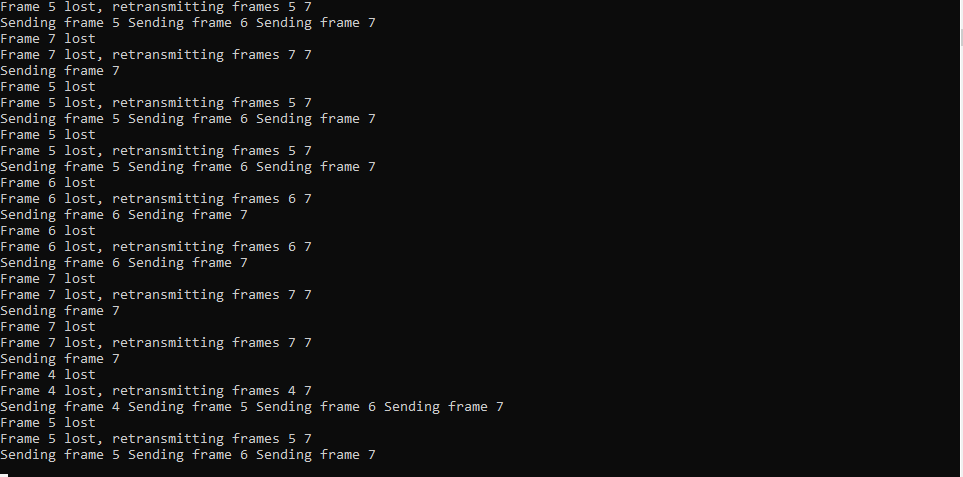 Frame 5 lost, retransmitting frames 5 7
Sending frame 5 Sending frame 6 Sending frame 7
Frame 7 lost
Frame 7 lost, retransmitting frames 7 7
Sending frame 7
Frame 5 lost
Frame 5 lost, retransmitting frames 5 7
Sending frame 5 Sending frame 6 Sending frame 7
Frame 5 lost
Frame 5 lost, retransmitting frames 5 7
Sending frame 5 Sending frame 6 Sending frame 7
Frame 6 lost
Frame 6 lost, retransmitting frames 6 7
Sending frame 6 Sending frame 7
Frame 6 lost
Frame 6 lost, retransmitting frames 6 7
Sending frame 6 Sending frame 7
Frame 7 lost
Frame 7 lost, retransmitting frames 7 7
Sending frame 7
Frame 7 lost
Frame 7 lost, retransmitting frames 7 7
Sending frame 7
Frame 4 lost
Frame 4 lost, retransmitting frames 4 7
Sending frame 4 Sending frame 5 Sending frame 6 Sending frame 7
Frame 5 lost
Frame 5 lost, retransmitting frames 5 7
Sending frame 5 Sending frame 6 Sending frame 7